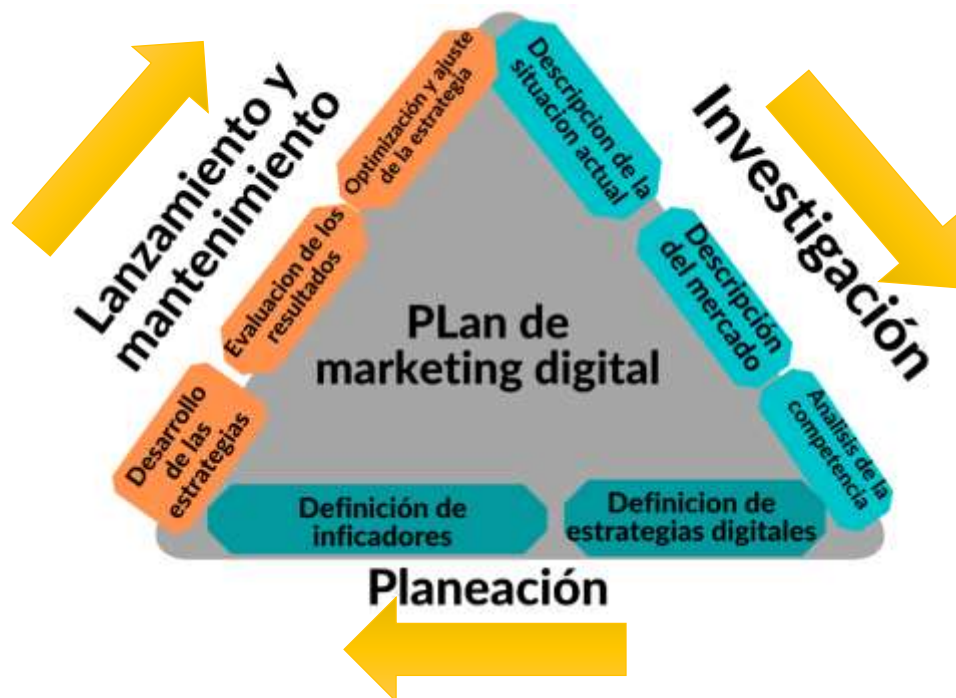 Lanzamiento y
mantenimiento
Optimización y ajuste
de la estrategia
Evaluacion de los
resultados
Desarrollo
de las
estrategias
Descripcion de la
situacion actual
Descripción
del mercado
Analisis de la
competencia
Investigación
PLan de
marketing digital
Definición de
inficadores
Definicion de
estrategias digitales
Planeación